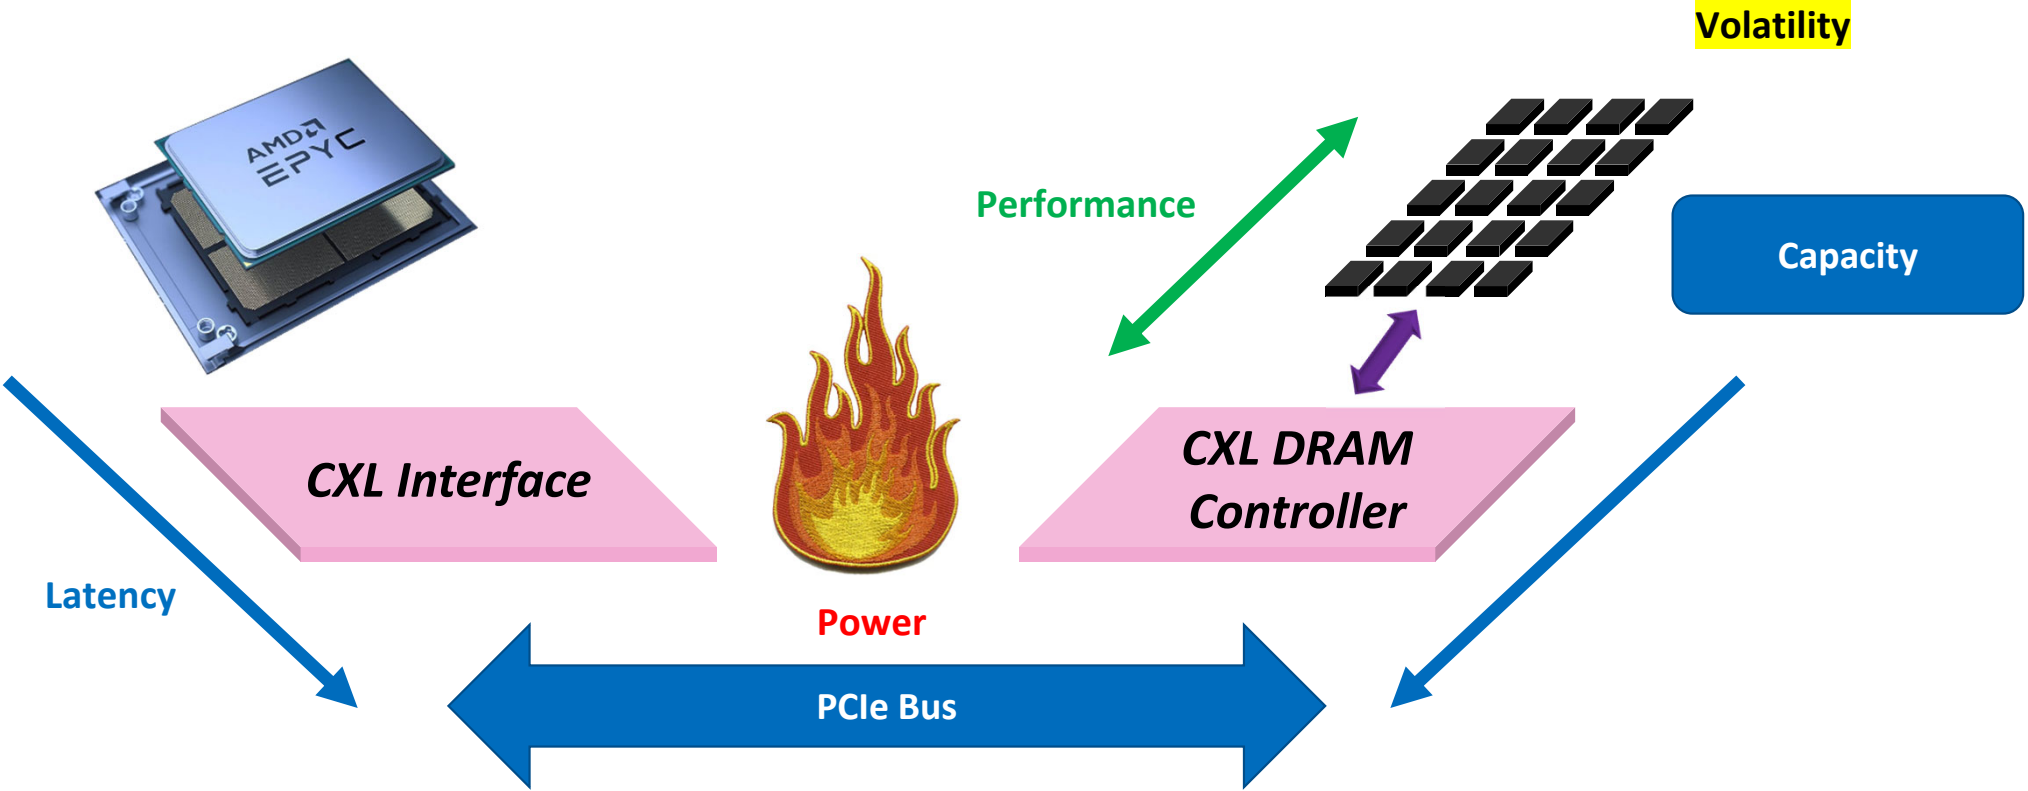 Volatility
AMD
EPYC
Performance
Capacity
CXL Interface
CXL DRAM
Controller
Latency
Power
PCIe Bus